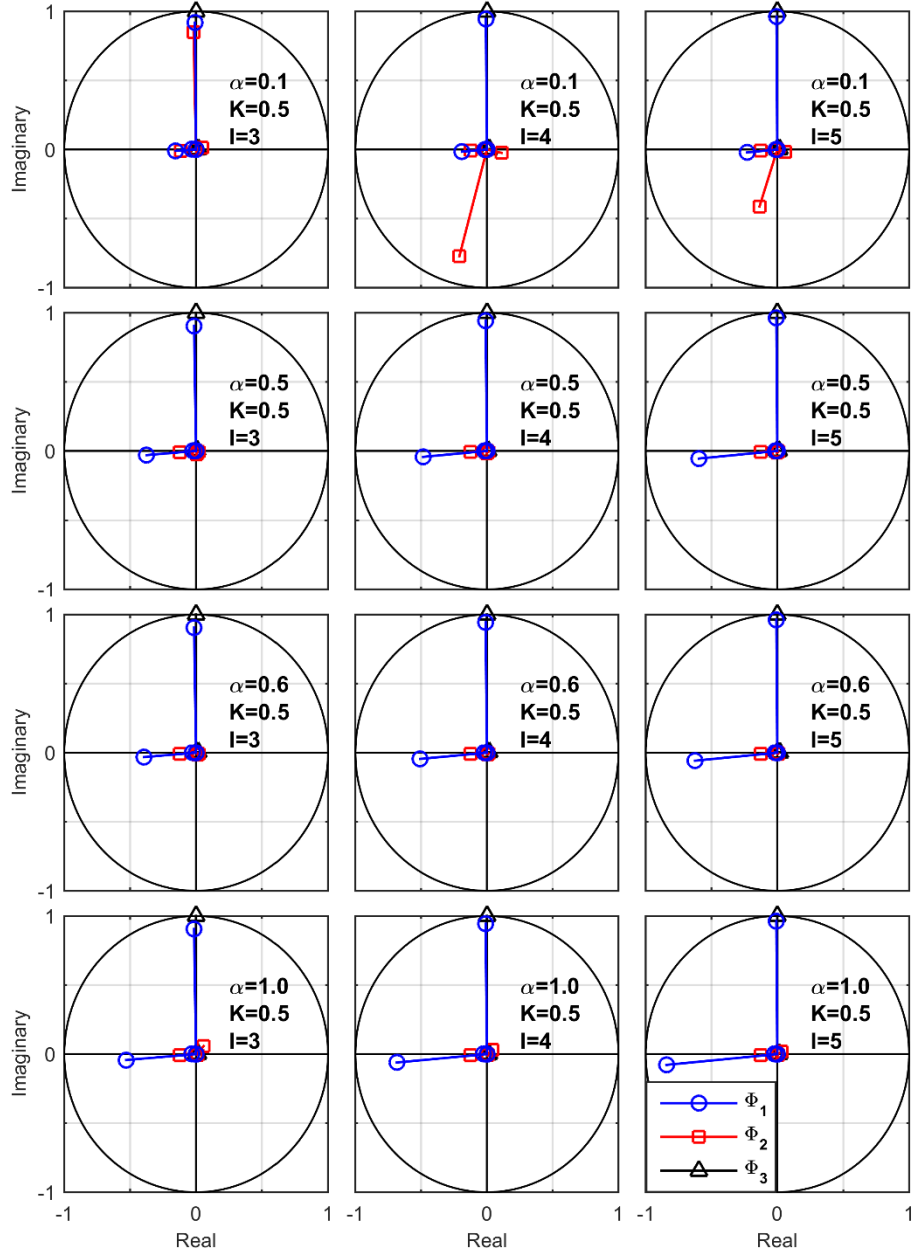 1
Imaginary
0
-1
α=0.1
K=0.5
I=3
α=0.1
K=0.5
I=4
α=0.1
K=0.5
I=5
1
Imaginary
0
-1
α=0.5
K=0.5
I=3
α=0.5
K=0.5
I=4
α=0.5
K=0.5
I=5
1
Imaginary
0
-1
α=0.6
K=0.5
I=3
α=0.6
K=0.5
I=4
α=0.6
K=0.5
I=5
1
Imaginary
0
-1
α=1.0
K=0.5
I=3
α=1.0
K=0.5
I=4
α=1.0
K=0.5
I=5
Φ₁
Φ₂
Φ₃
-1 0 1
Real
-1 0 1
Real
-1 0 1
Real